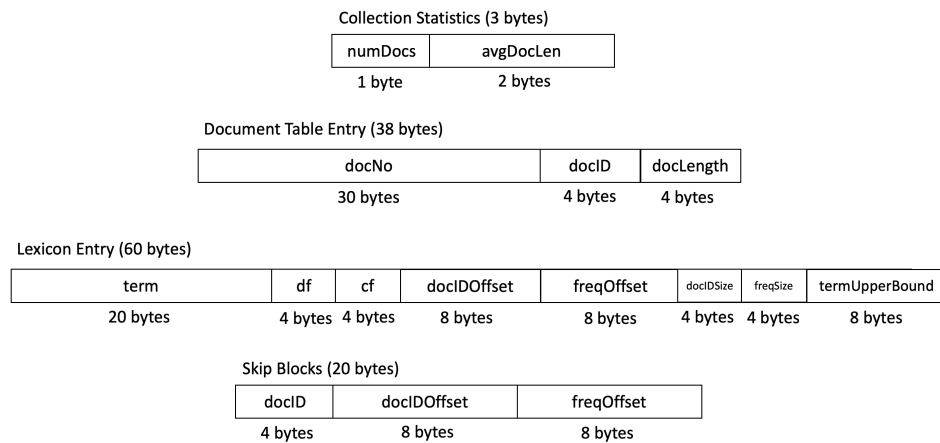 Collection Statistics (3 bytes)
numDocs avgDocLen
1 byte 2 bytes
Document Table Entry (38 bytes)
docNo docID docLength
30 bytes 4 bytes 4 bytes
Lexicon Entry (60 bytes)
term df cf docIDOffset freqOffset docIDSize freqSize termUpperBound
20 bytes 4 bytes 4 bytes 8 bytes 8 bytes 4 bytes 4 bytes 8 bytes
Skip Blocks (20 bytes)
docID docIDOffset freqOffset
4 bytes 8 bytes 8 bytes